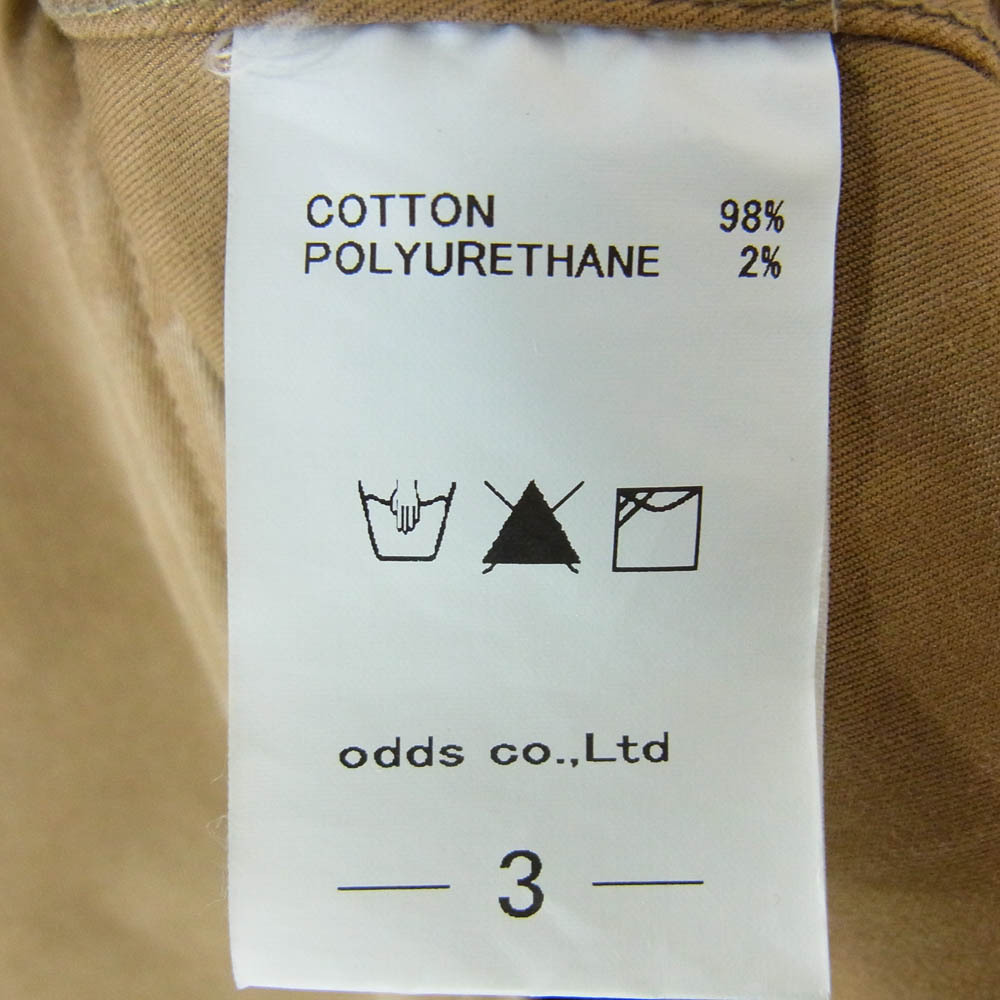 COTTON 98%
POLYURETHANE 2%
odds co.,Ltd
— 3 —